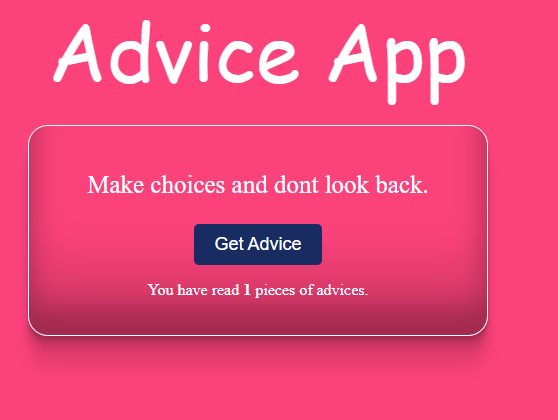 Advice App
Make choices and dont look back.
Get Advice
You have read 1 pieces of advices.